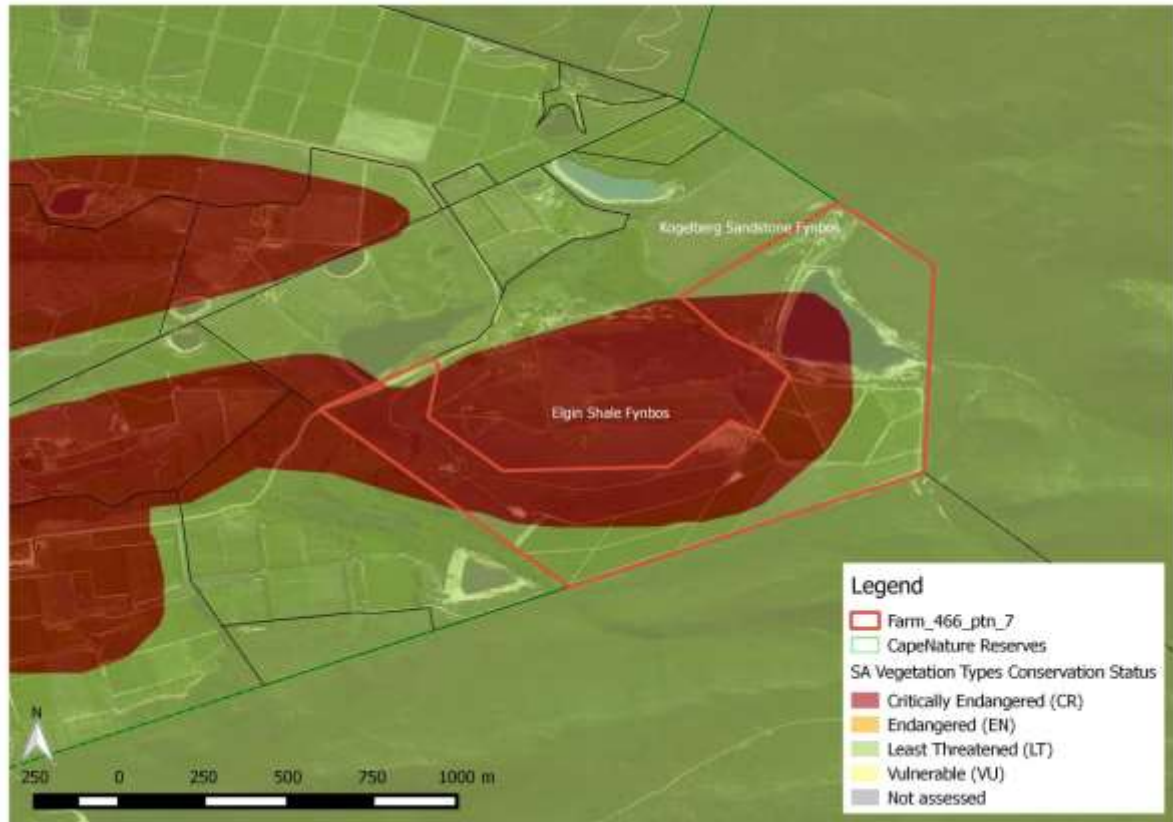 Kogelberg Sandstone Fynbos
Elgin Shale Fynbos
Legend
Farm_466_ptn_7
CapeNature Reserves
SA Vegetation Types Conservation Status
Critically Endangered (CR)
Endangered (EN)
Least Threatened (LT)
Vulnerable (VU)
Not assessed
N
250 0 250 500 750 1000 m